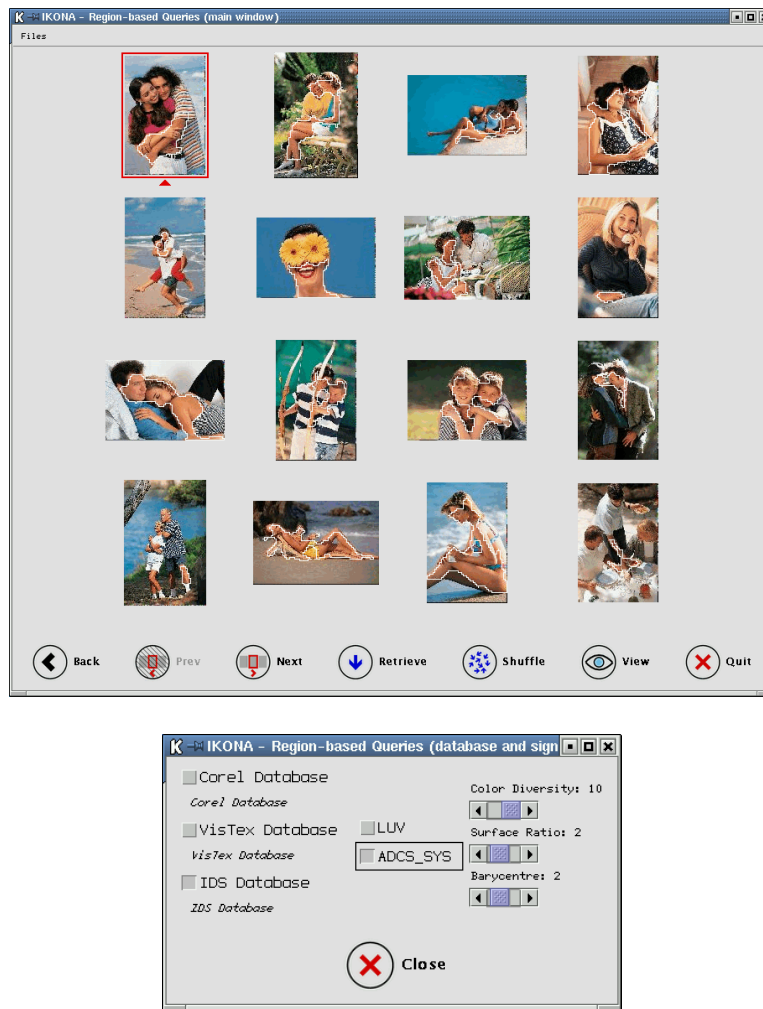 IKONA - Region-based Queries (main window)
Files
Back
Prev
Next
Retrieve
Shuffle
View
Quit
IKONA - Region-based Queries (database and sign
Corel Database
Corel Database
VisTex Database
VisTex Database
IDS Database
IDS Database
LUV
ADCS_SYS
Color Diversity: 10
Surface Ratio: 2
Barycentre: 2
Close